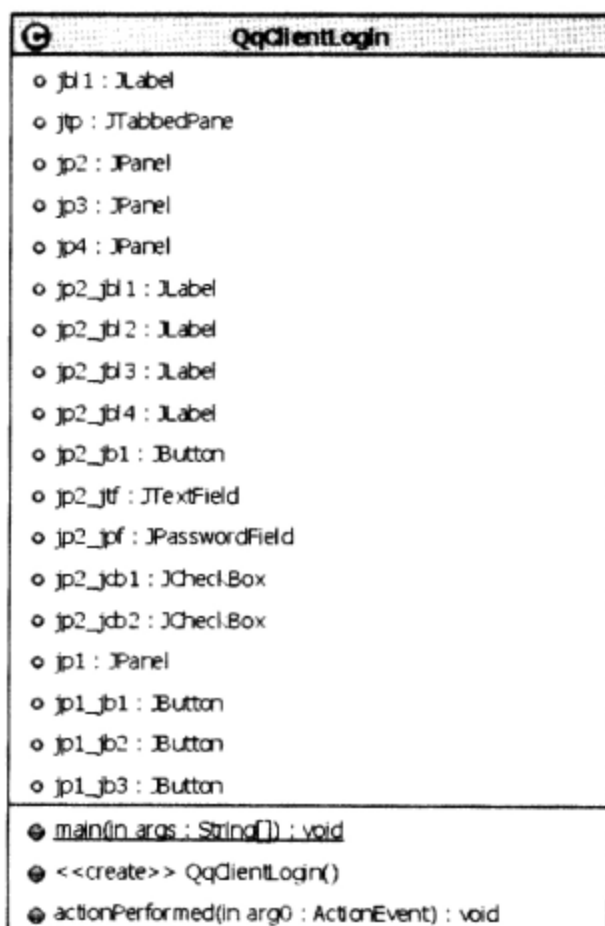 C QqClientLogin
jbl1 : JLabel
jtp : JTabbedPane
jp2 : JPanel
jp3 : JPanel
jp4 : JPanel
jp2_jbl1 : JLabel
jp2_jbl2 : JLabel
jp2_jbl3 : JLabel
jp2_jbl4 : JLabel
jp2_jb1 : JButton
jp2_jtf : JTextField
jp2_jpf : JPasswordField
jp2_jcb1 : JCheckBox
jp2_jcb2 : JCheckBox
jp1 : JPanel
jp1_jb1 : JButton
jp1_jb2 : JButton
jp1_jb3 : JButton
main(in args : String[]) : void
<<create>> QqClientLogin()
actionPerformed(in arg0 : ActionEvent) : void